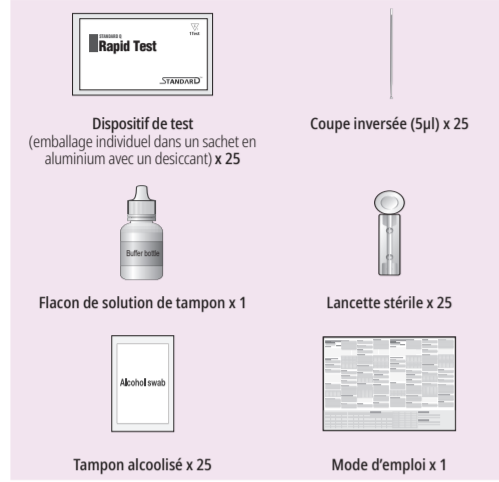 STANDARD Q
Rapid Test
1Test
STANDARD
Dispositif de test
(emballage individuel dans un sachet en
aluminium avec un desiccant) x 25
Coupe inversée (5μl) x 25
Buffer bottle
Flacon de solution de tampon x 1
Lancette stérile x 25
Alcohol swab
Tampon alcoolisé x 25
Mode d'emploi x 1